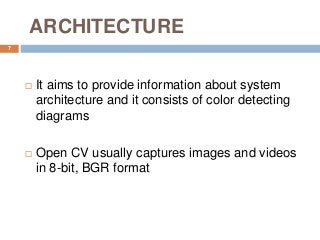 ARCHITECTURE
7
It aims to provide information about system
architecture and it consists of color detecting
diagrams
Open CV usually captures images and videos
in 8-bit, BGR format